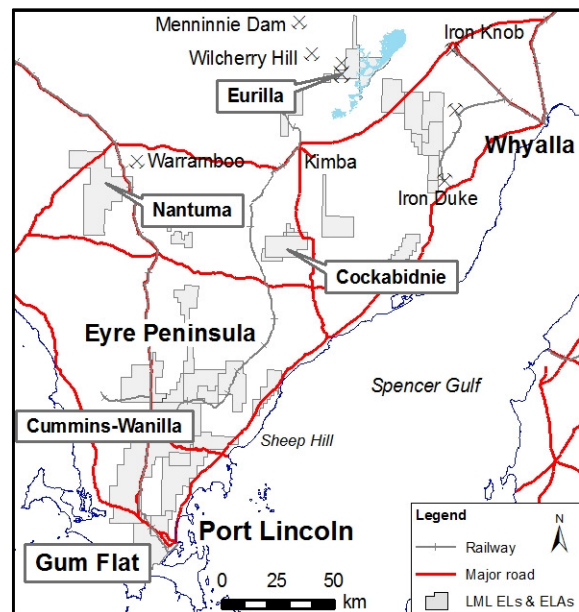 Menninnie Dam
Iron Knob
Wilcherry Hill
Eurilla
Whyalla
Warramboo
Kimba
Iron Duke
Nantuma
Cockabidnie
Eyre Peninsula
Spencer Gulf
Cummins-Wanilla
Sheep Hill
Port Lincoln
Gum Flat
0 25 50
km
Legend
N
Railway
Major road
LML ELs & ELAs